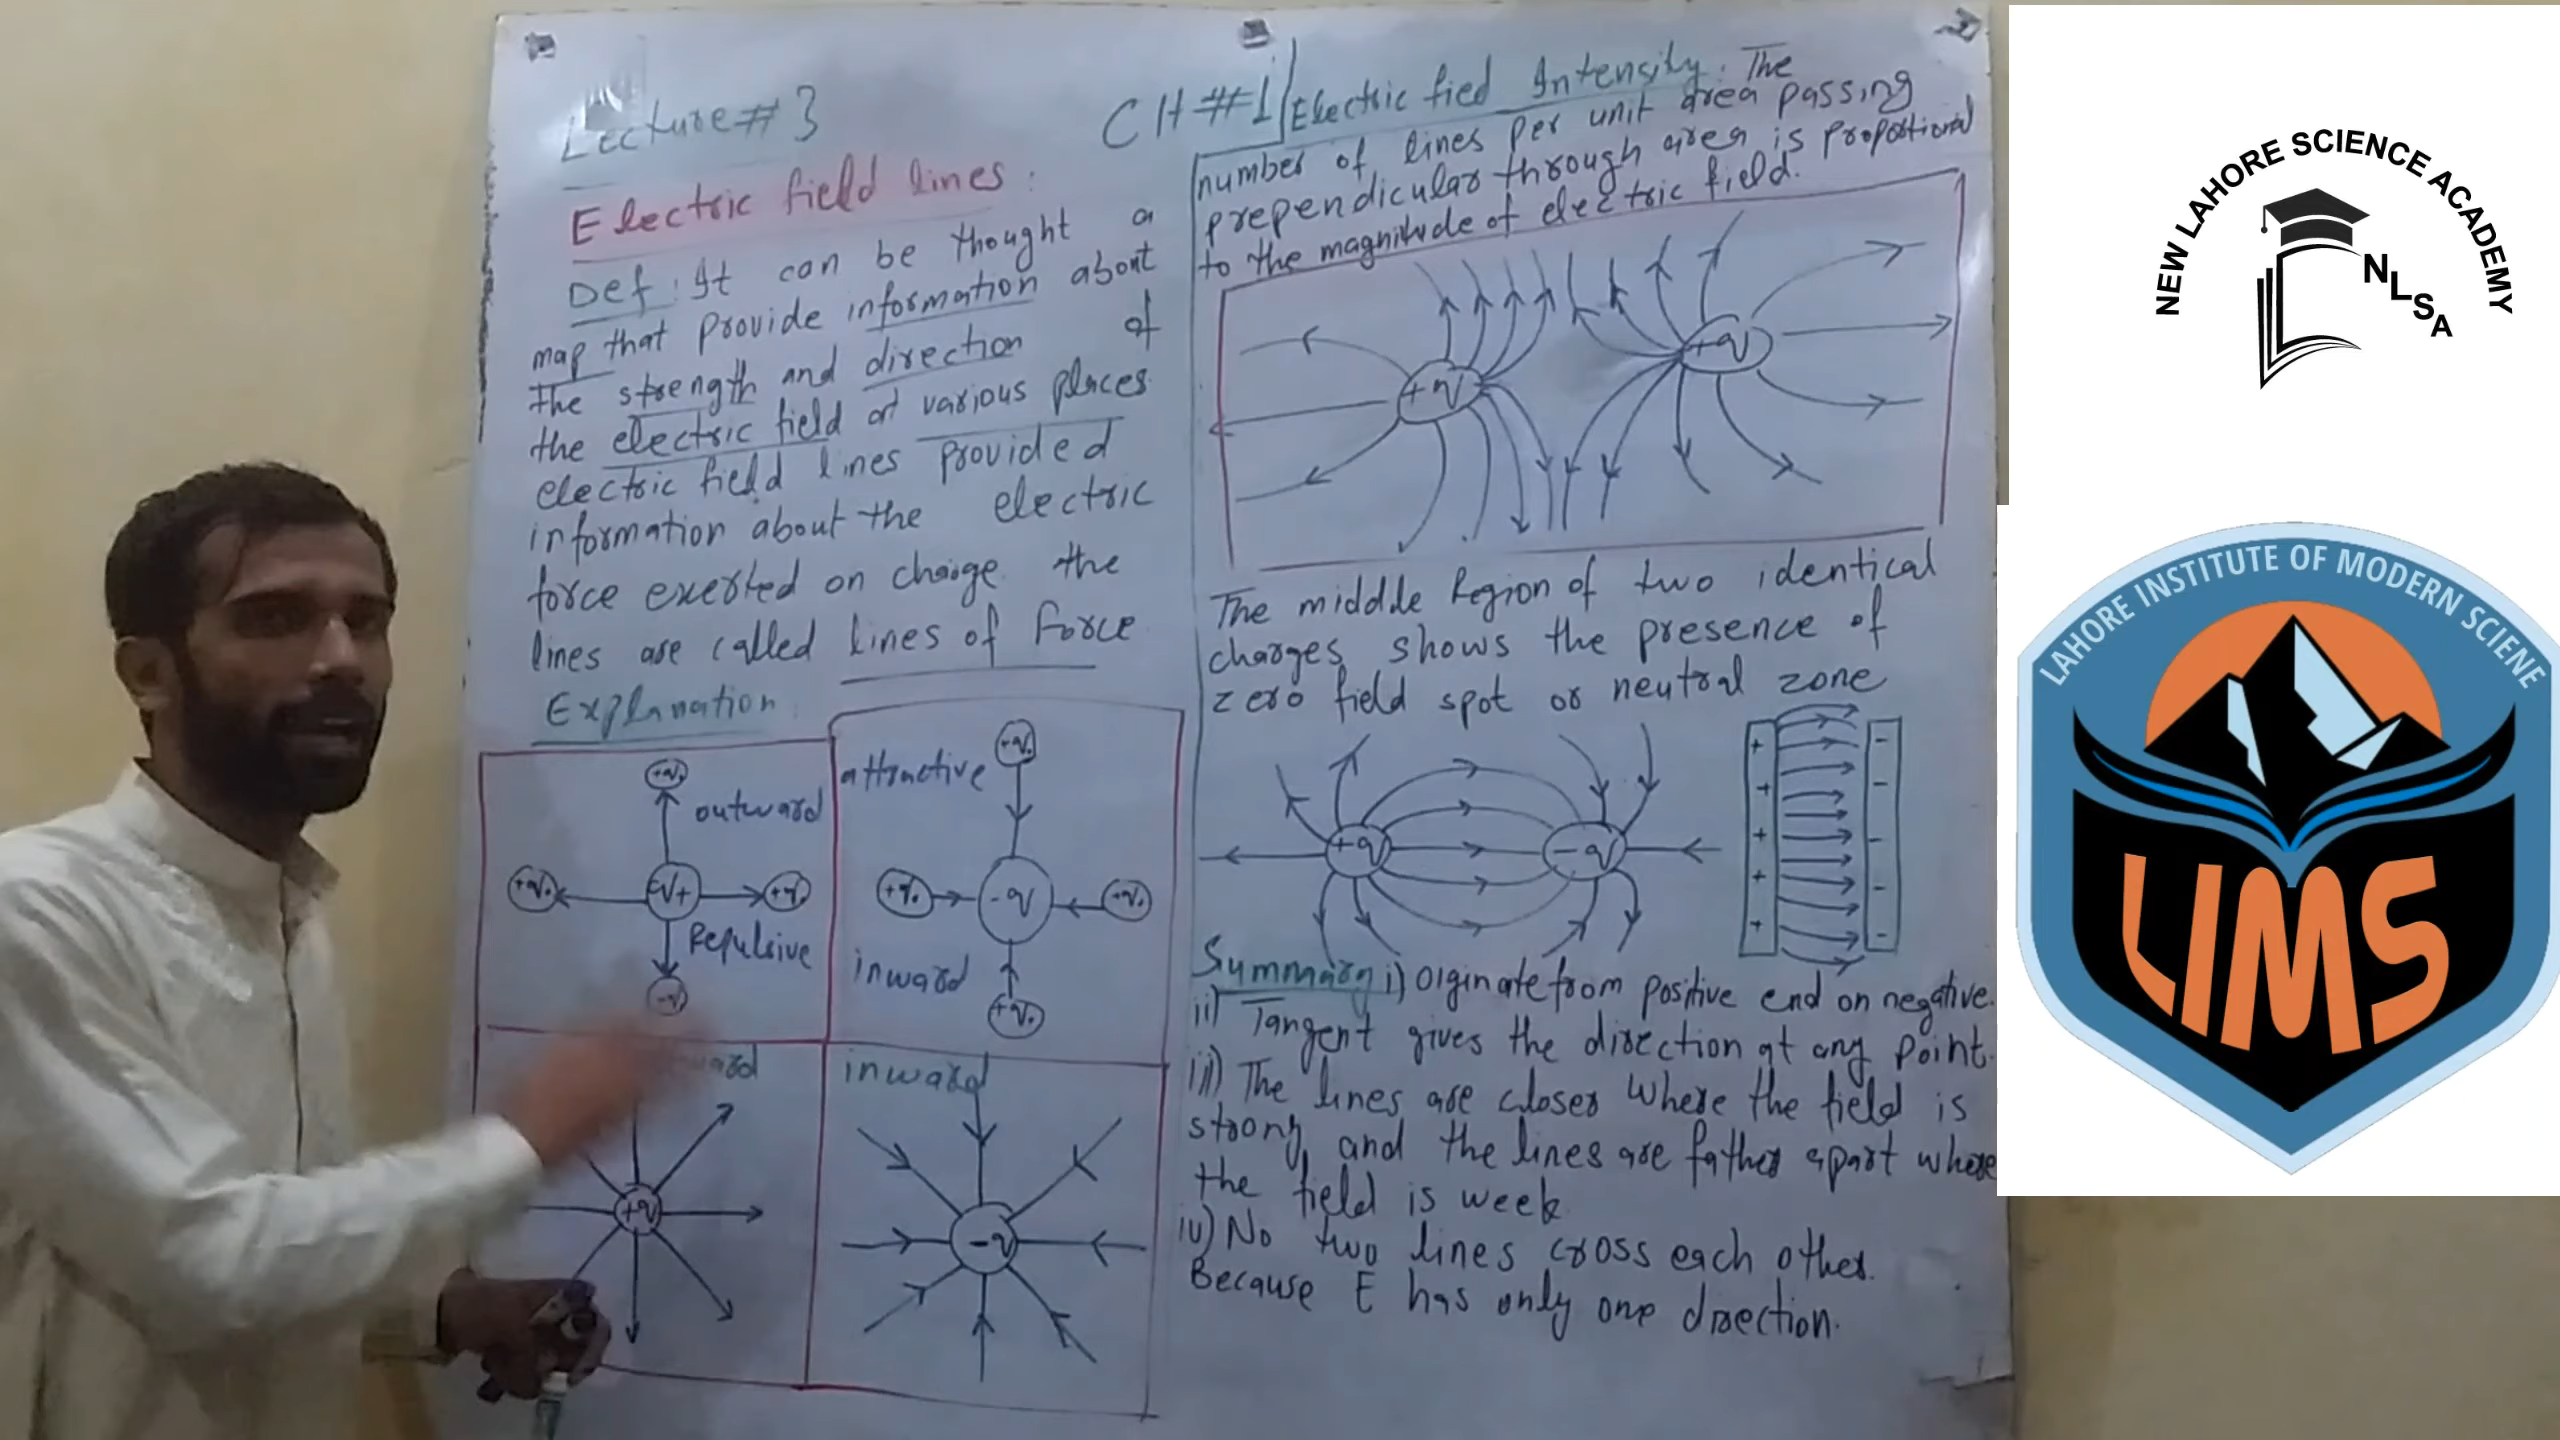 Lecture # 3
CH #1
Electric field lines:
Def: It can be thought a
map that provide information about
the strength and direction of
the electric field at various places
electric field lines provided
information about the electric
force exerted on charge the
lines are called lines of Force
Explanation
+q.
outward
+q.
q+
+q.
Repulsive
-q
attractive
+q.
+q.
-q
+q.
inward
+q.
ward
+q
inward
-q
Electric fied Intensity: The
number of lines per unit area passing
prependicular through area is proportional
to the magnitude of electric field.
+q
+q
The middle Region of two identical
charges shows the presence of
zero field spot or neutral zone
+q
-q
+ + + + +
- - - - -
Summary i) Olginate from positive end on negative.
ii) Tangent gives the direction at any point.
iii) The lines are closer where the field is
strong, and the lines are father apart where
the field is week
iv) No two lines cross each other.
Because E has only one direction.
NEW LAHORE SCIENCE ACADEMY
NLSA
LAHORE INSTITUTE OF MODERN SCIENE
LIMS